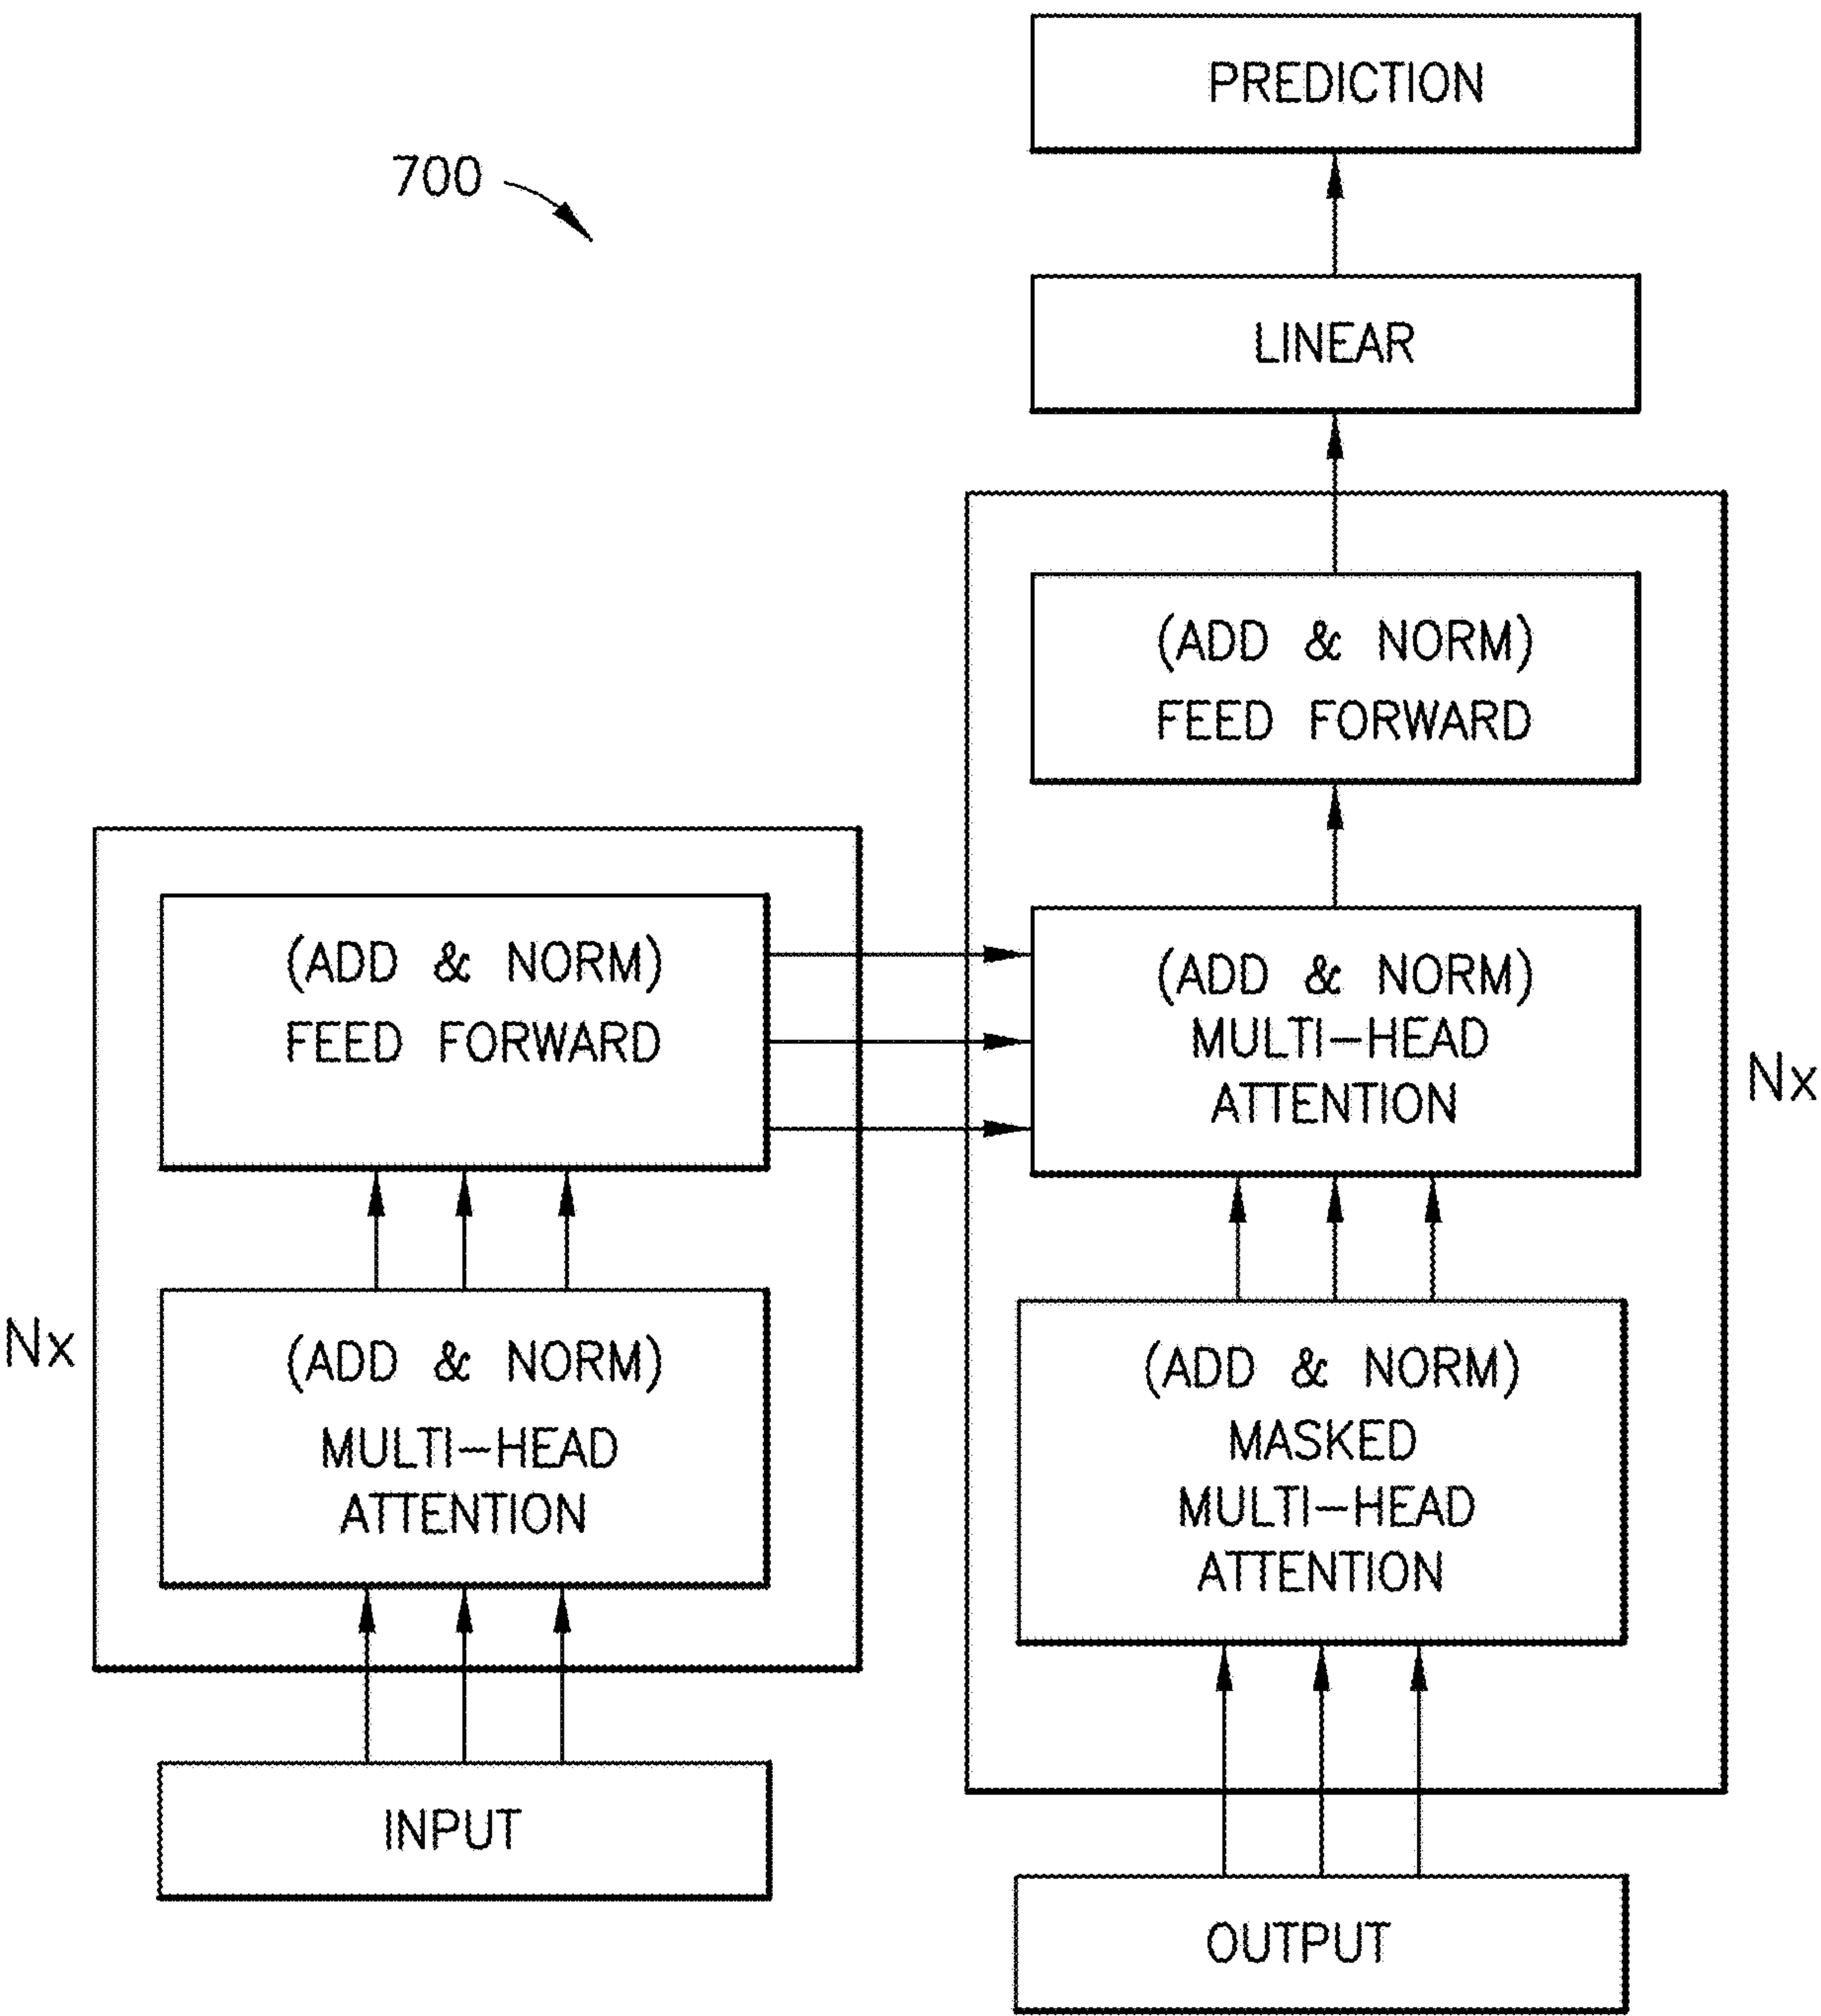 700
PREDICTION
LINEAR
(ADD & NORM)
FEED FORWARD
(ADD & NORM)
MULTI-HEAD
ATTENTION
Nx
(ADD & NORM)
MASKED
MULTI-HEAD
ATTENTION
OUTPUT
(ADD & NORM)
FEED FORWARD
Nx
(ADD & NORM)
MULTI-HEAD
ATTENTION
INPUT